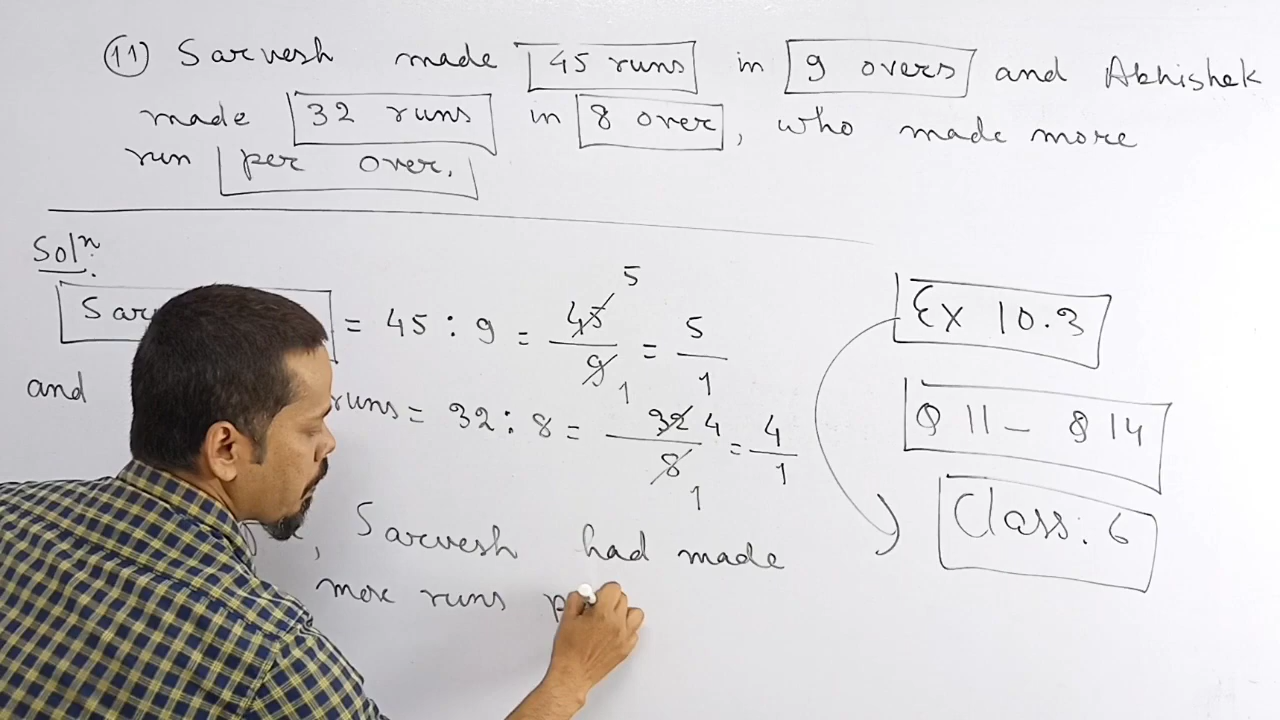 (11) Sarvesh made 45 runs in 9 overs and Abhishek
made 32 runs in 8 over, who made more
run per over.
Solⁿ.
= 45 : 9 = 45/9 5 1 = 5/1
and runs = 32 : 8 = 32/8 4 1 = 4/1
, Sarvesh had made
more runs
Ex 10.3
Q 11 – Q 14
Class: 6